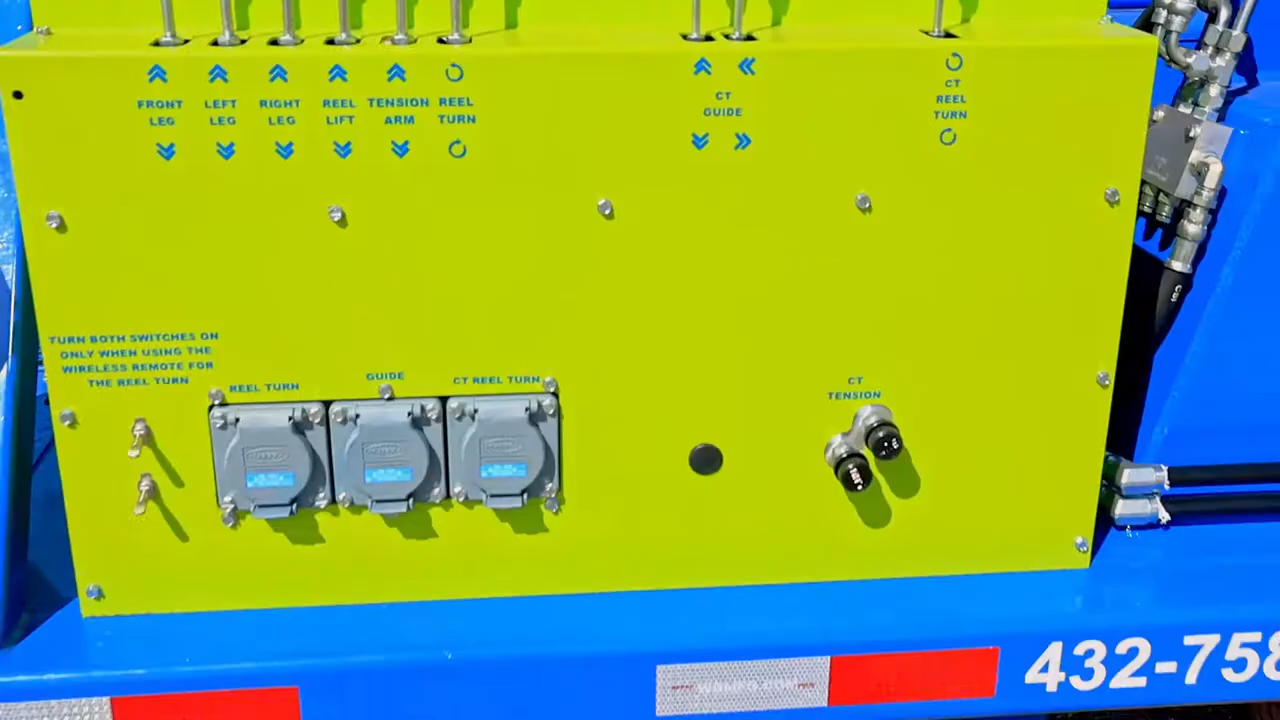 FRONT
LEG
LEFT
LEG
RIGHT
LEG
REEL
LIFT
TENSION
ARM
REEL
TURN
CT
GUIDE
CT
REEL
TURN
TURN BOTH SWITCHES ON
ONLY WHEN USING THE
WIRELESS REMOTE FOR
THE REEL TURN
REEL TURN
GUIDE
CT REEL TURN
CT
TENSION
432-758